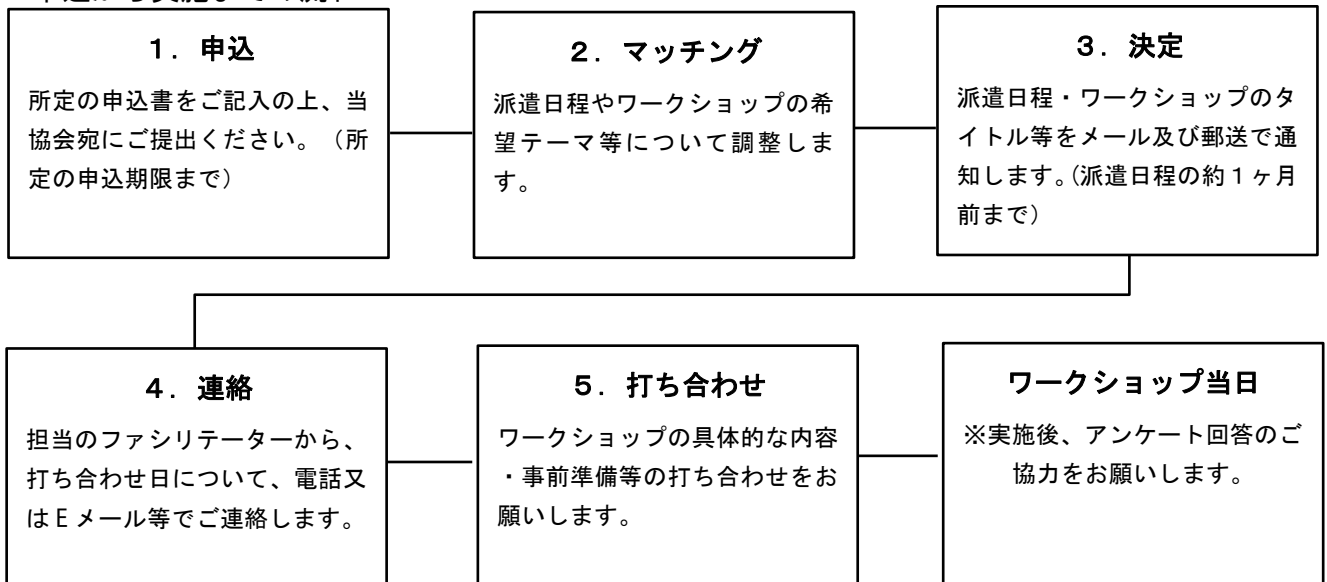 １．申込
所定の申込書をご記入の上、当
協会宛にご提出ください。（所
定の申込期限まで）
２．マッチング
派遣日程やワークショップの希
望テーマ等について調整しま
す。
３．決定
派遣日程・ワークショップのタ
イトル等をメール及び郵送で通
知します。(派遣日程の約１ヶ月
前まで）
４．連絡
担当のファシリテーターから、
打ち合わせ日について、電話又
はＥメール等でご連絡します。
５．打ち合わせ
ワークショップの具体的な内容
・事前準備等の打ち合わせをお
願いします。
ワークショップ当日
※実施後、アンケート回答のご
協力をお願いします。